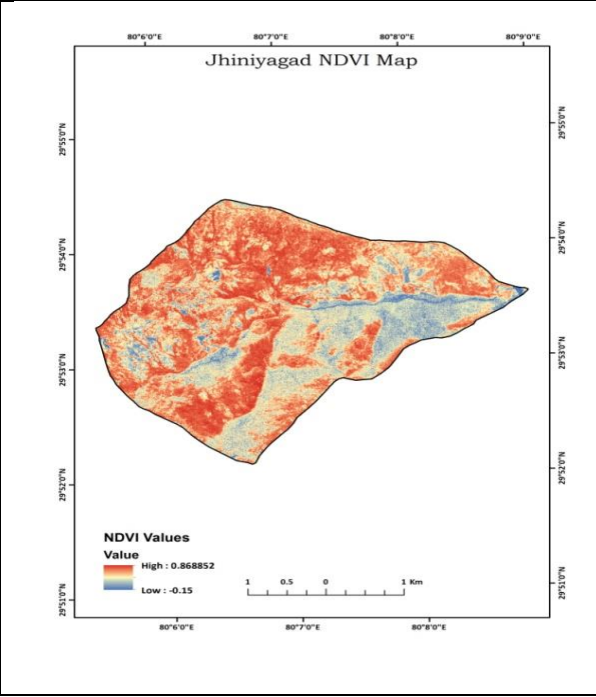 80°6'0"E 80°7'0"E 80°8'0"E 80°9'0"E
Jhiniyagad NDVI Map
29°55'0"N 29°55'0"N
29°54'0"N 29°54'0"N
29°53'0"N 29°53'0"N
29°52'0"N 29°52'0"N
NDVI Values
Value
High : 0.868852
Low : -0.15
1 0.5 0 1 Km
29°51'0"N 29°51'0"N
80°6'0"E 80°7'0"E 80°8'0"E